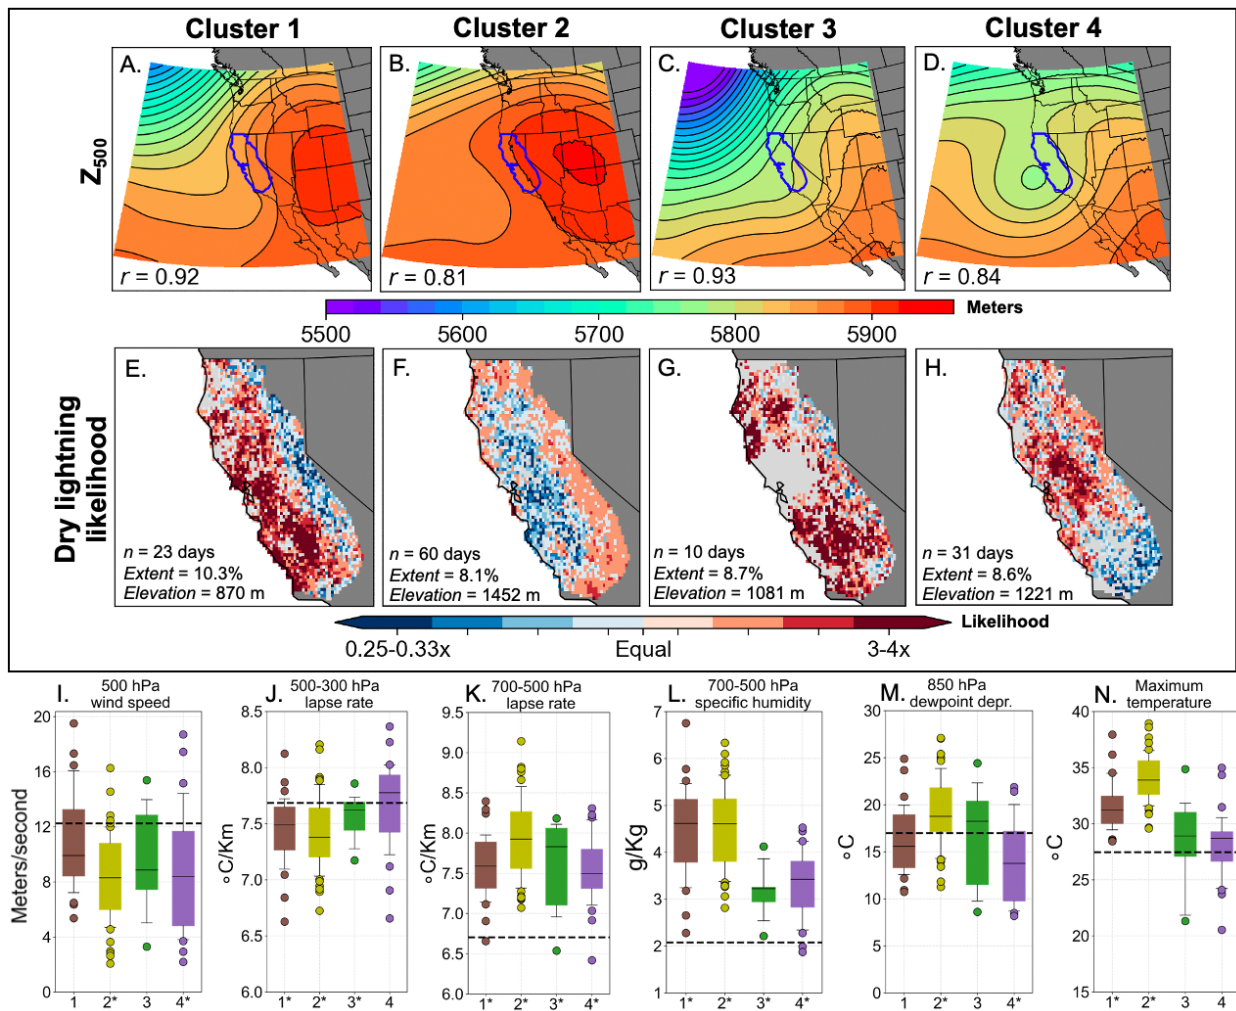 Cluster 1 Cluster 2 Cluster 3 Cluster 4
A. B. C. D.
Z500
r = 0.92 r = 0.81 r = 0.93 r = 0.84
Meters
5500 5600 5700 5800 5900
E. F. G. H.
Dry lightning
likelihood
n = 23 days n = 60 days n = 10 days n = 31 days
Extent = 10.3% Extent = 8.1% Extent = 8.7% Extent = 8.6%
Elevation = 870 m Elevation = 1452 m Elevation = 1081 m Elevation = 1221 m
Likelihood
0.25-0.33x Equal 3-4x
I. 500 hPa
wind speed
Meters/second
20
16
12
8
4
0
1 2* 3 4*
J. 500-300 hPa
lapse rate
°C/Km
8.5
8.0
7.5
7.0
6.5
6.0
1* 2* 3* 4
K. 700-500 hPa
lapse rate
°C/Km
9.5
9.0
8.5
8.0
7.5
7.0
6.5
6.0
1* 2* 3* 4*
L. 700-500 hPa
specific humidity
g/Kg
7
6
5
4
3
2
1
1* 2* 3* 4*
M. 850 hPa
dewpoint depr.
°C
30
25
20
15
10
5
0
1 2* 3 4*
N. Maximum
temperature
°C
40
35
30
25
20
15
1* 2* 3 4